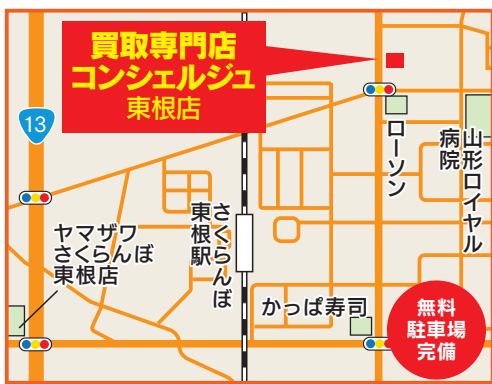 買取専門店
コンシェルジュ
東根店
13
ローソン
山形ロイヤル
病院
さくらんぼ
東根駅
ヤマザワ
さくらんぼ
東根店
かっぱ寿司
無料
駐車場
完備